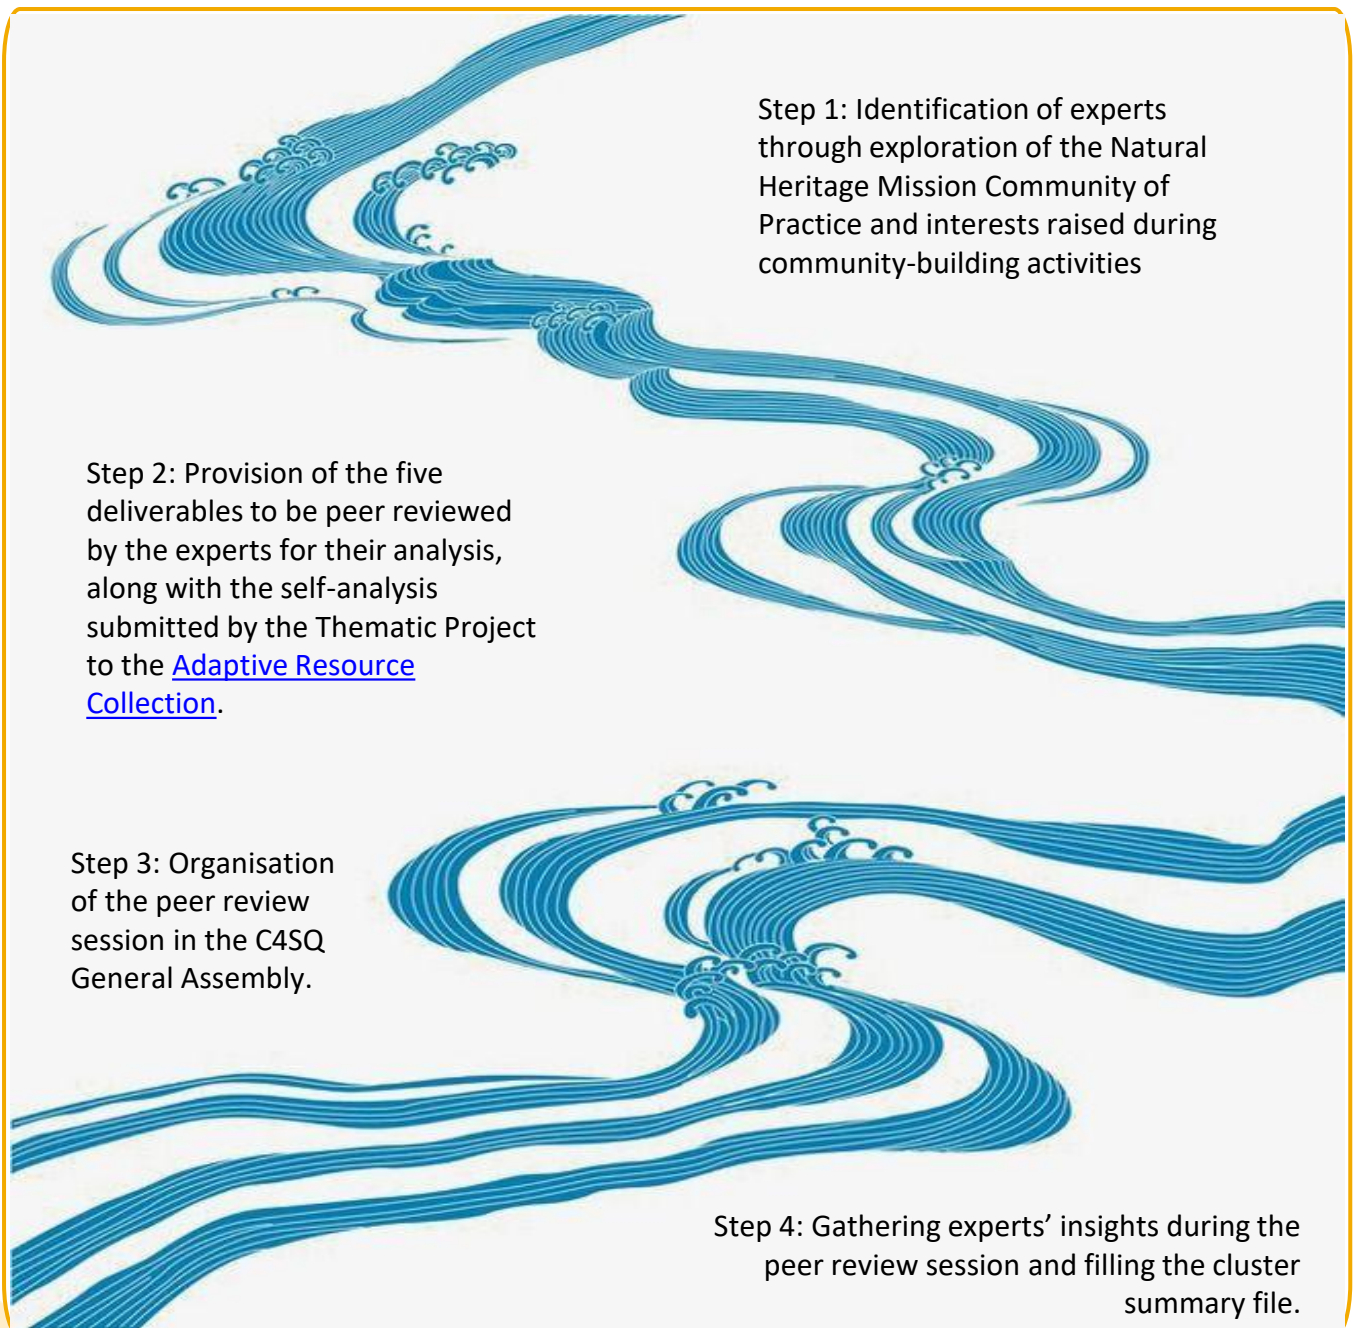 Step 1: Identification of experts
through exploration of the Natural
Heritage Mission Community of
Practice and interests raised during
community-building activities
Step 2: Provision of the five
deliverables to be peer reviewed
by the experts for their analysis,
along with the self-analysis
submitted by the Thematic Project
to the Adaptive Resource
Collection.
Step 3: Organisation
of the peer review
session in the C4SQ
General Assembly.
Step 4: Gathering experts’ insights during the
peer review session and filling the cluster
summary file.